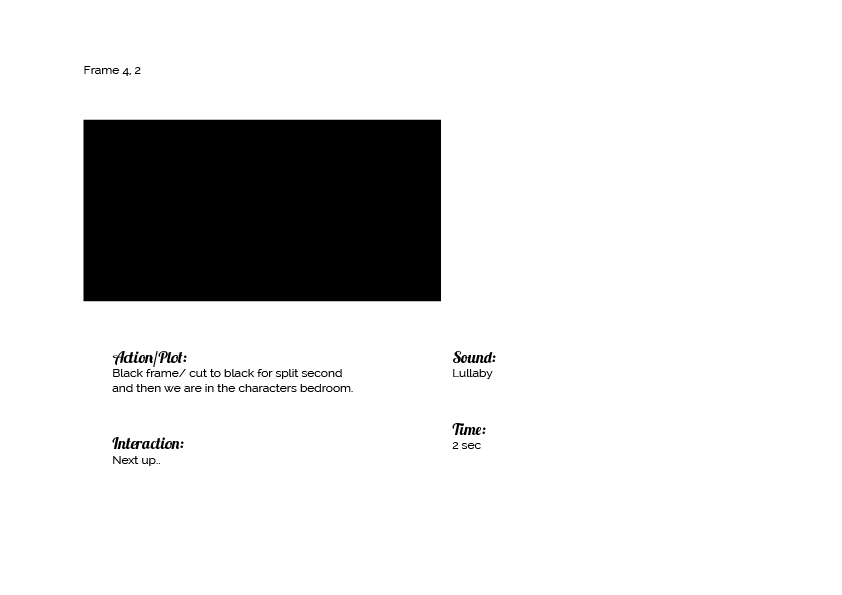 Frame 4, 2
Action/Plot:
Black frame/ cut to black for split second
and then we are in the characters bedroom.
Interaction:
Next up..
Sound:
Lullaby
Time:
2 sec